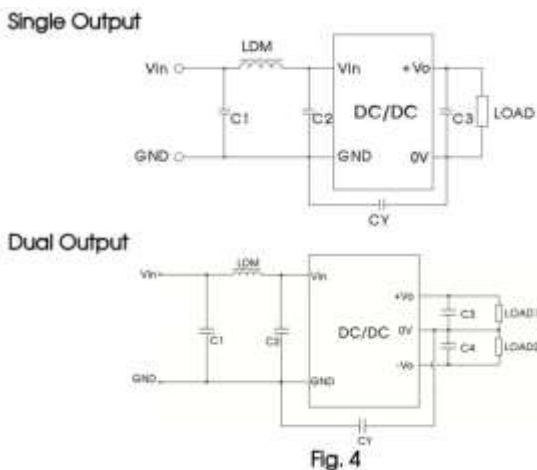 Single Output
LDM
Vin
Vin
+Vo
C1
C2
DC/DC
C3
LOAD
GND
GND
0V
CY
Dual Output
LDM
Vin
Vin
+Vo
C3
LOAD1
C1
C2
DC/DC
0V
C4
LOAD2
-Vo
GND
GND
CY
Fig. 4